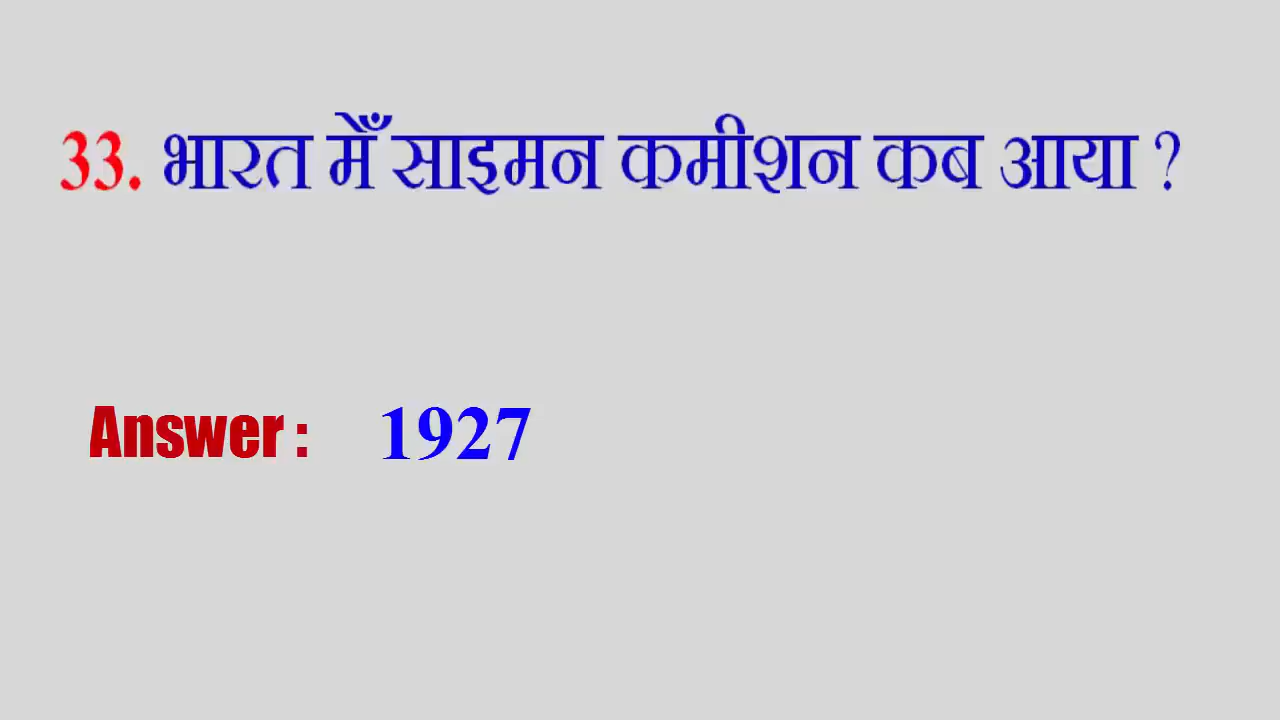 33. भारत मेँ साइमन कमीशन कब आया ?
Answer : 1927